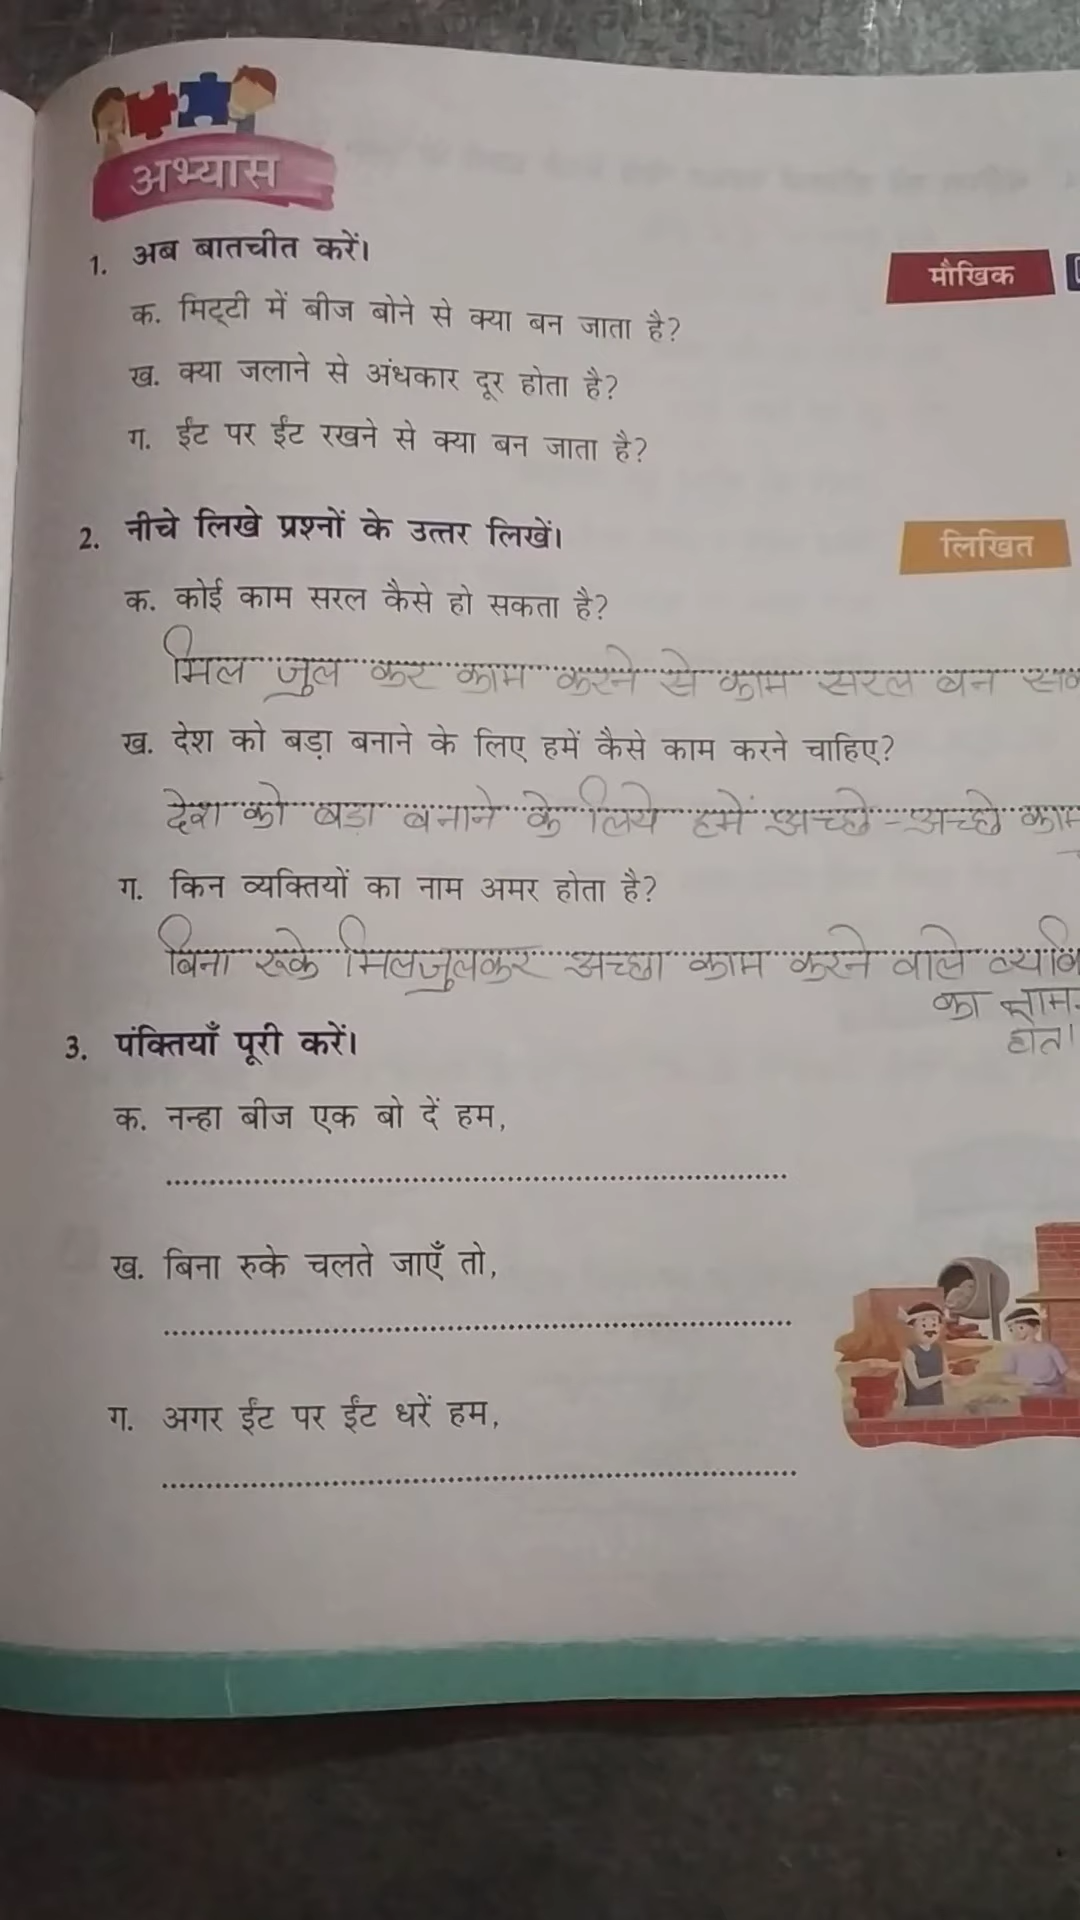 अभ्यास
1. अब बातचीत करें।
मौखिक
क. मिट्टी में बीज बोने से क्या बन जाता है?
ख. क्या जलाने से अंधकार दूर होता है?
ग. ईंट पर ईंट रखने से क्या बन जाता है?
2. नीचे लिखे प्रश्नों के उत्तर लिखें।
लिखित
क. कोई काम सरल कैसे हो सकता है?
मिल जुल कर काम करने से काम सरल बन
ख. देश को बड़ा बनाने के लिए हमें कैसे काम करने चाहिए?
देश को बड़ा बनाने के लिये हमें अच्छे-अच्छे काम
ग. किन व्यक्तियों का नाम अमर होता है?
बिना रूके मिलजुलकर अच्छा काम करने वाले
का नाम
होता
3. पंक्तियाँ पूरी करें।
क. नन्हा बीज एक बो दें हम,
ख. बिना रुके चलते जाएँ तो,
ग. अगर ईंट पर ईंट धरें हम,